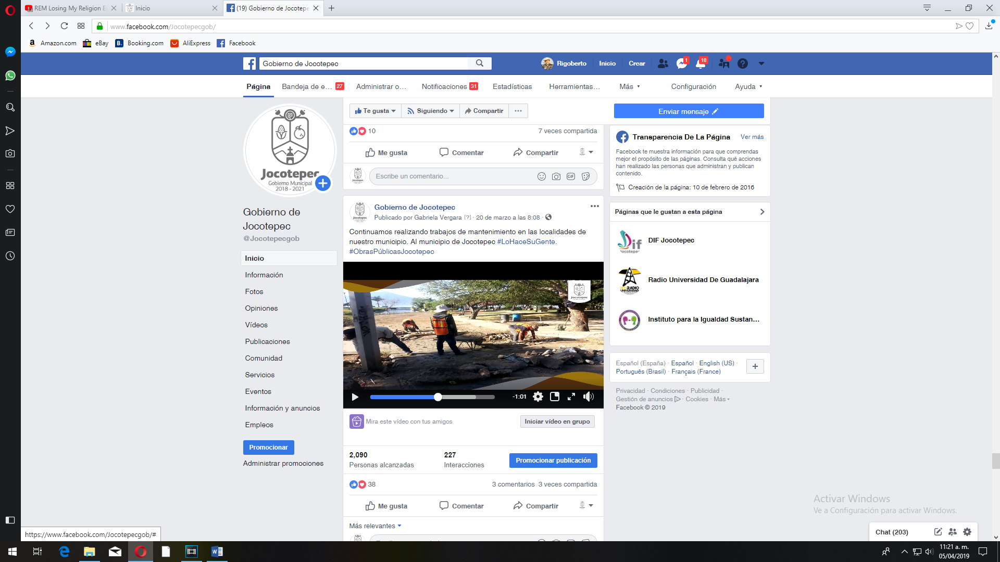 REM Losing My Religion E
Inicio
(19) Gobierno de Jocotepe
www.facebook.com/Jocotepecgob/
Amazon.com
eBay
Booking.com
AliExpress
Facebook
Gobierno de Jocotepec
Rigoberto
Inicio
Crear
1
18
Página
Bandeja de e... 27
Administrar o...
Notificaciones 31
Estadísticas
Herramientas...
Más
Configuración
Ayuda
Jocotepec
Gobierno Municipal
2018 - 2021
Gobierno de
Jocotepec
@Jocotepecgob
Inicio
Información
Fotos
Opiniones
Vídeos
Publicaciones
Comunidad
Servicios
Eventos
Información y anuncios
Empleos
Promocionar
Administrar promociones
Te gusta
Siguiendo
Compartir
Enviar mensaje
10
7 veces compartida
Me gusta
Comentar
Compartir
Escribe un comentario...
GIF
Gobierno de Jocotepec
Publicado por Gabriela Vergara [?] · 20 de marzo a las 8:08 ·
Continuamos realizando trabajos de mantenimiento en las localidades de
nuestro municipio. Al municipio de Jocotepec #LoHaceSuGente.
#ObrasPúblicasJocotepec
Jocotepec
-1:01
Mira este vídeo con tus amigos
Iniciar vídeo en grupo
2,090
Personas alcanzadas
227
Interacciones
Promocionar publicación
38
3 comentarios 3 veces compartida
Me gusta
Comentar
Compartir
Más relevantes
Transparencia De La Página
Ver más
Facebook te muestra información para que comprendas
mejor el propósito de las páginas. Consulta qué acciones
han realizado las personas que administran y publican
contenido.
Creación de la página: 10 de febrero de 2016
Páginas que le gustan a esta página
DIF Jocotepec
Radio Universidad De Guadalajara
Instituto para la Igualdad Sustan...
Español (España) · Español · English (US) ·
Português (Brasil) · Français (France)
Privacidad · Condiciones · Publicidad ·
Gestión de anuncios · Cookies · Más
Facebook © 2019
Activar Windows
Ve a Configuración para activar Windows.
Chat (203)
https://www.facebook.com/Jocotepecgob/#
11:21 a. m.
05/04/2019